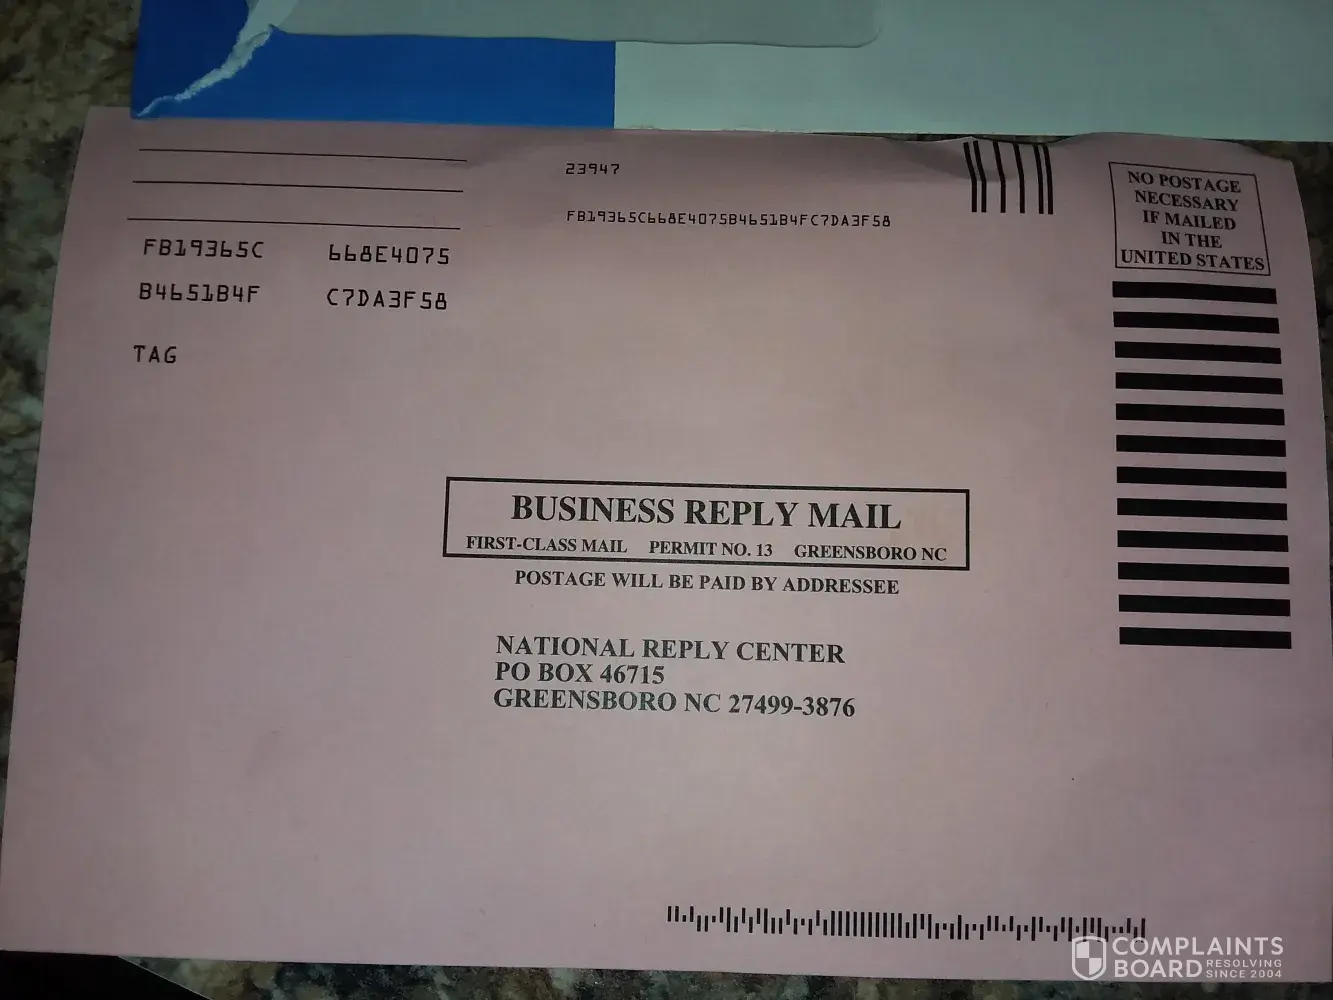 23947
FB19365C668E4075B4651B4FC7DA3F58
FB19365C 668E4075
B4651B4F C7DA3F58
TAG
NO POSTAGE
NECESSARY
IF MAILED
IN THE
UNITED STATES
BUSINESS REPLY MAIL
FIRST-CLASS MAIL PERMIT NO. 13 GREENSBORO NC
POSTAGE WILL BE PAID BY ADDRESSEE
NATIONAL REPLY CENTER
PO BOX 46715
GREENSBORO NC 27499-3876
COMPLAINTS
BOARD RESOLVING
SINCE 2004